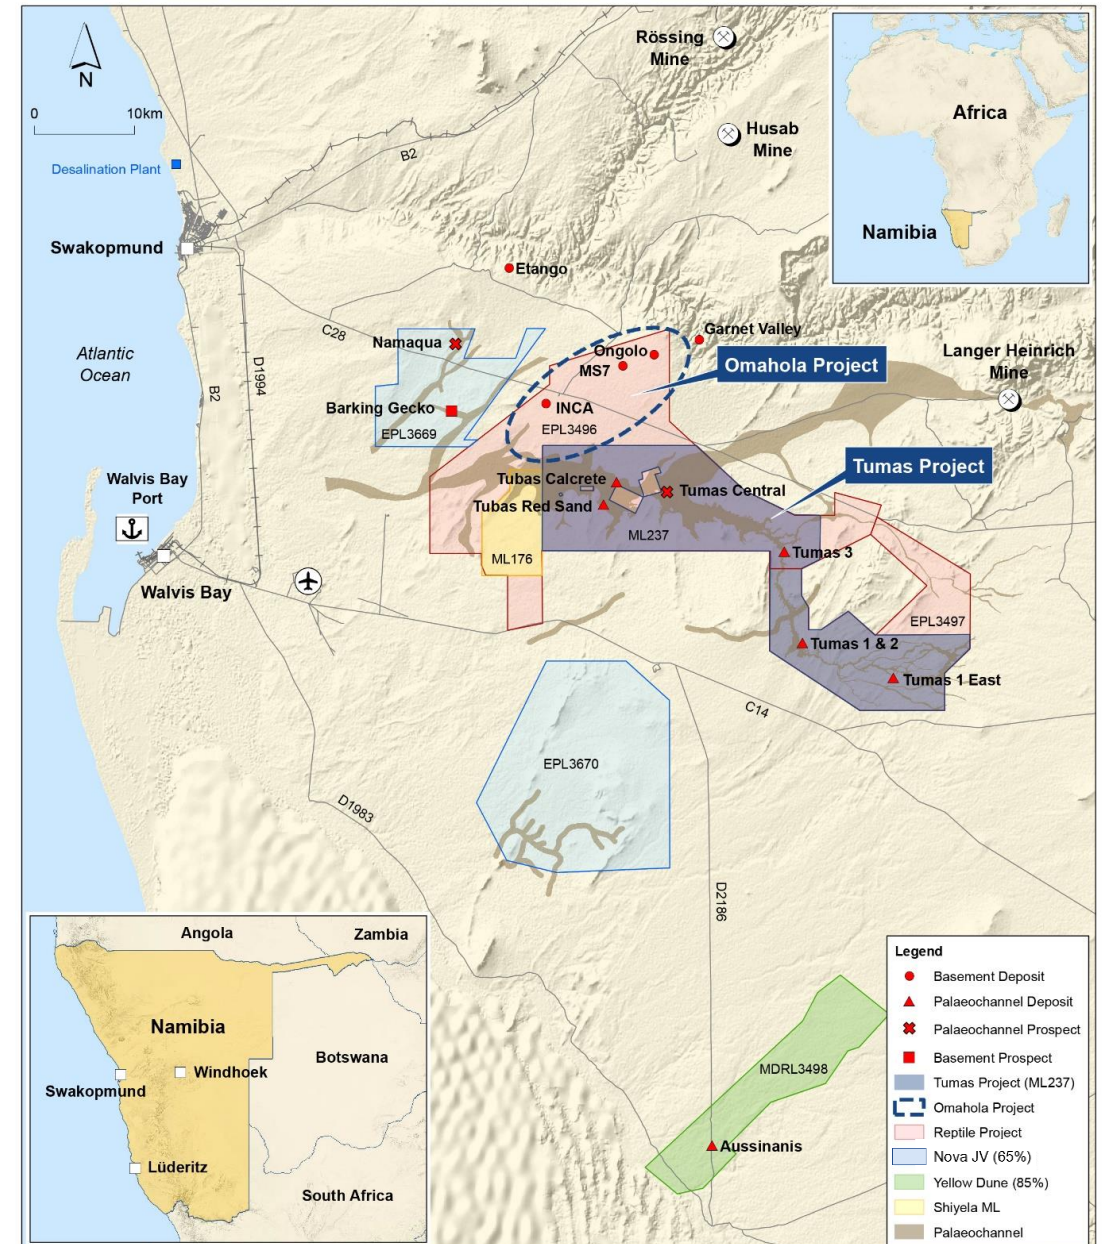 Rössing
Mine
N
0
10km
Africa
Husab
Mine
B2
Desalination Plant
Swakopmund
Namibia
Etango
C28
Namaqua
Garnet Valley
Atlantic
Ocean
D1994
B2
Ongolo
MS7
Omahola Project
Langer Heinrich
Mine
Barking Gecko
INCA
EPL3669
EPL3496
Tumas Project
Walvis Bay
Port
Tubas Calcrete
Tumas Central
Tubas Red Sand
ML237
ML176
Tumas 3
Walvis Bay
EPL3497
Tumas 1 & 2
Tumas 1 East
C14
EPL3670
D1983
D2186
Angola
Zambia
Namibia
Botswana
Windhoek
Swakopmund
Lüderitz
South Africa
MDRL3498
Aussinanis
Legend
Basement Deposit
Palaeochannel Deposit
Palaeochannel Prospect
Basement Prospect
Tumas Project (ML237)
Omahola Project
Reptile Project
Nova JV (65%)
Yellow Dune (85%)
Shiyela ML
Palaeochannel